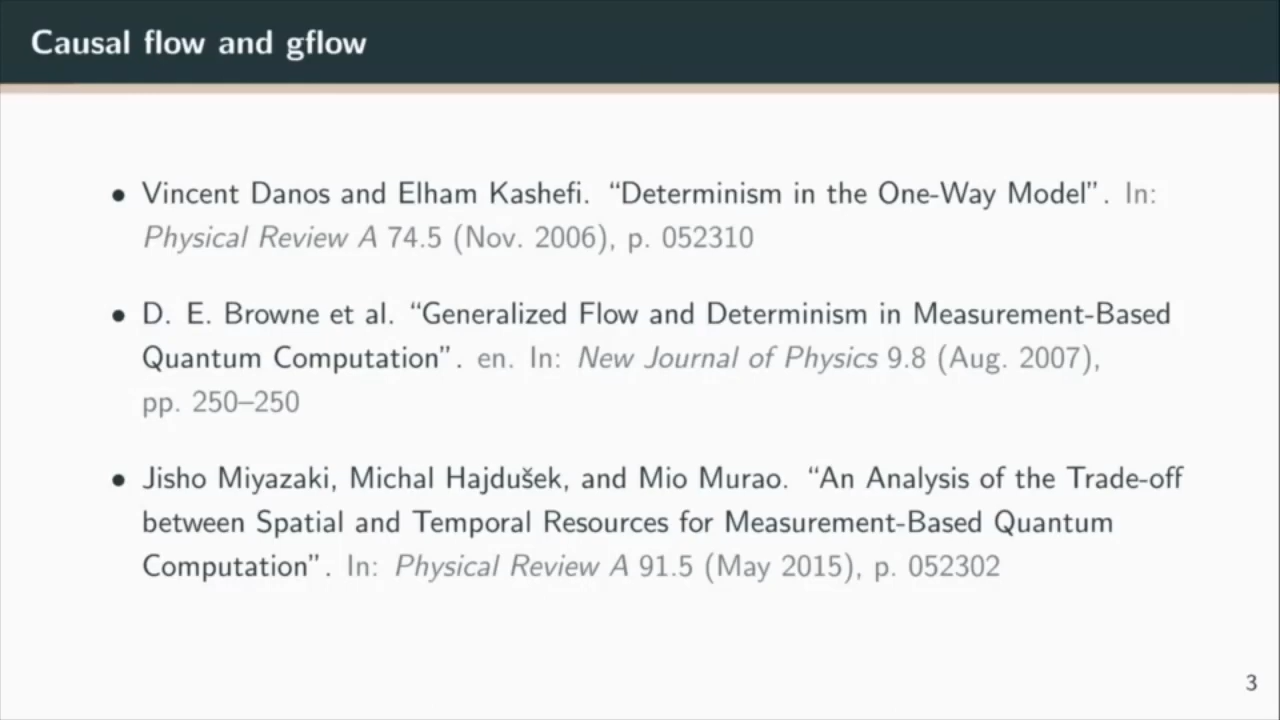 Causal flow and gflow
• Vincent Danos and Elham Kashefi. “Determinism in the One-Way Model”. In:
Physical Review A 74.5 (Nov. 2006), p. 052310
• D. E. Browne et al. “Generalized Flow and Determinism in Measurement-Based
Quantum Computation”. en. In: New Journal of Physics 9.8 (Aug. 2007),
pp. 250–250
• Jisho Miyazaki, Michal Hajdušek, and Mio Murao. “An Analysis of the Trade-off
between Spatial and Temporal Resources for Measurement-Based Quantum
Computation”. In: Physical Review A 91.5 (May 2015), p. 052302
3